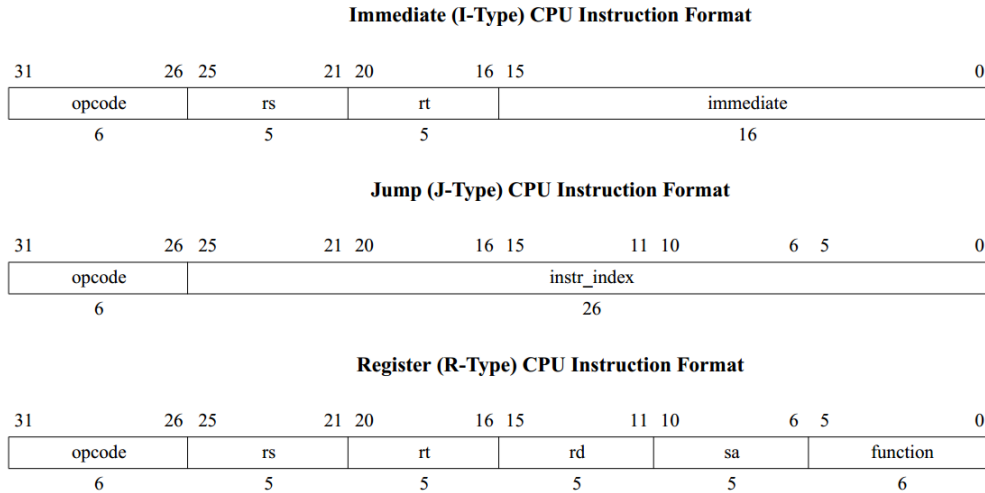 Immediate (I-Type) CPU Instruction Format
31 26 25 21 20 16 15 0
opcode rs rt immediate
6 5 5 16
Jump (J-Type) CPU Instruction Format
31 26 25 21 20 16 15 11 10 6 5 0
opcode instr_index
6 26
Register (R-Type) CPU Instruction Format
31 26 25 21 20 16 15 11 10 6 5 0
opcode rs rt rd sa function
6 5 5 5 5 6